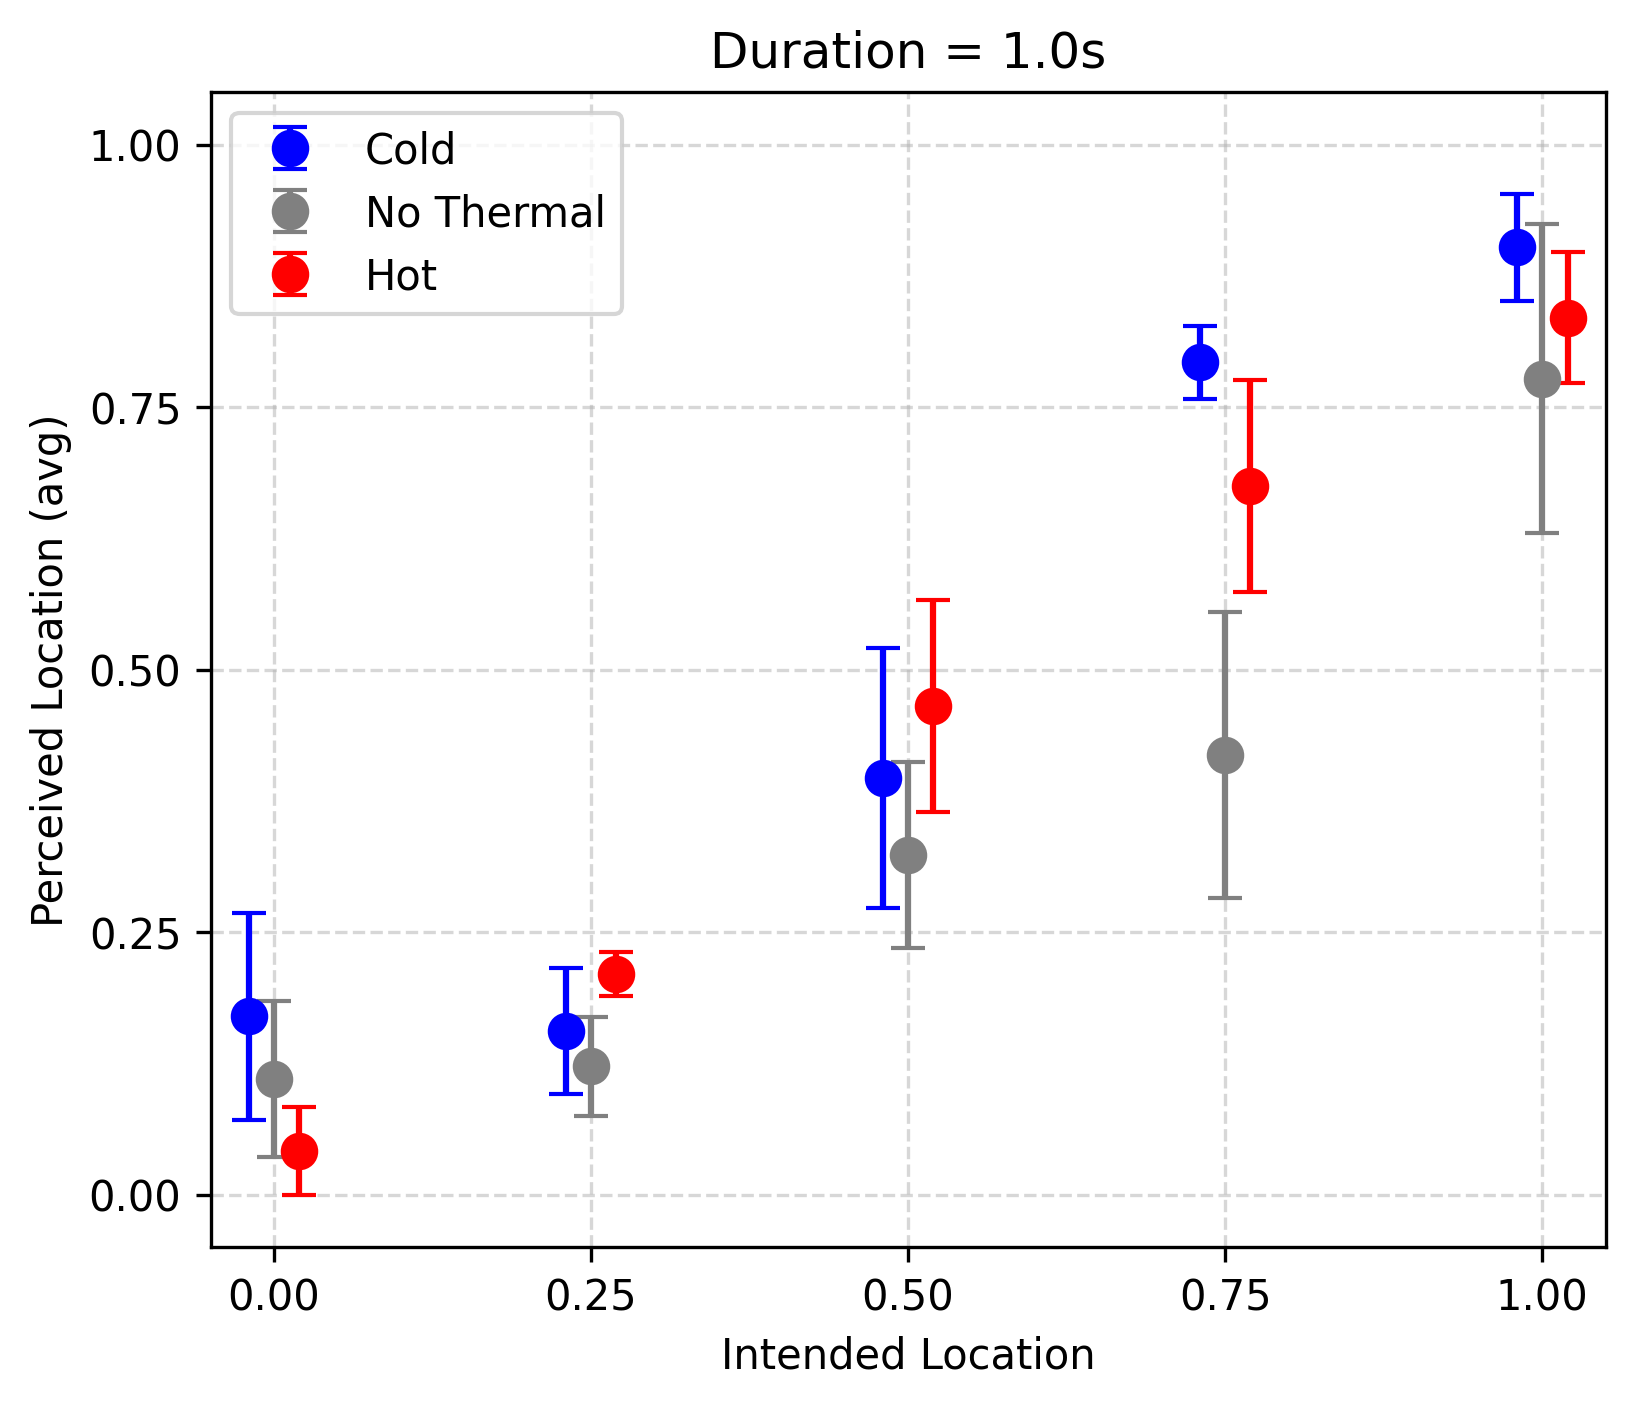 Duration = 1.0s
Cold
No Thermal
Hot
1.00
0.75
0.50
0.25
0.00
Perceived Location (avg)
0.00 0.25 0.50 0.75 1.00
Intended Location